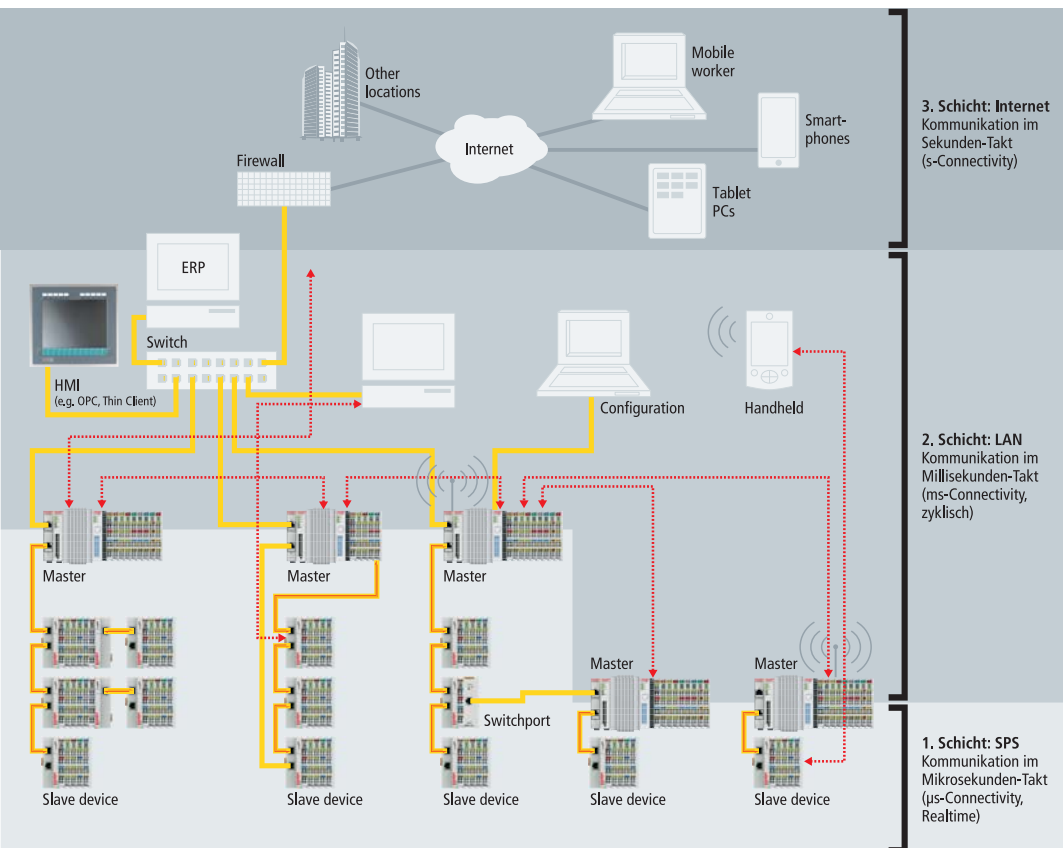 Other
locations
Mobile
worker
Smart-
phones
Internet
Firewall
Tablet
PCs
3. Schicht: Internet
Kommunikation im
Sekunden-Takt
(s-Connectivity)
ERP
Switch
HMI
(e.g. OPC, Thin Client)
Configuration
Handheld
2. Schicht: LAN
Kommunikation im
Millisekunden-Takt
(ms-Connectivity,
zyklisch)
Master
Master
Master
Master
Master
Switchport
Slave device
Slave device
Slave device
Slave device
Slave device
1. Schicht: SPS
Kommunikation im
Mikrosekunden-Takt
(µs-Connectivity,
Realtime)